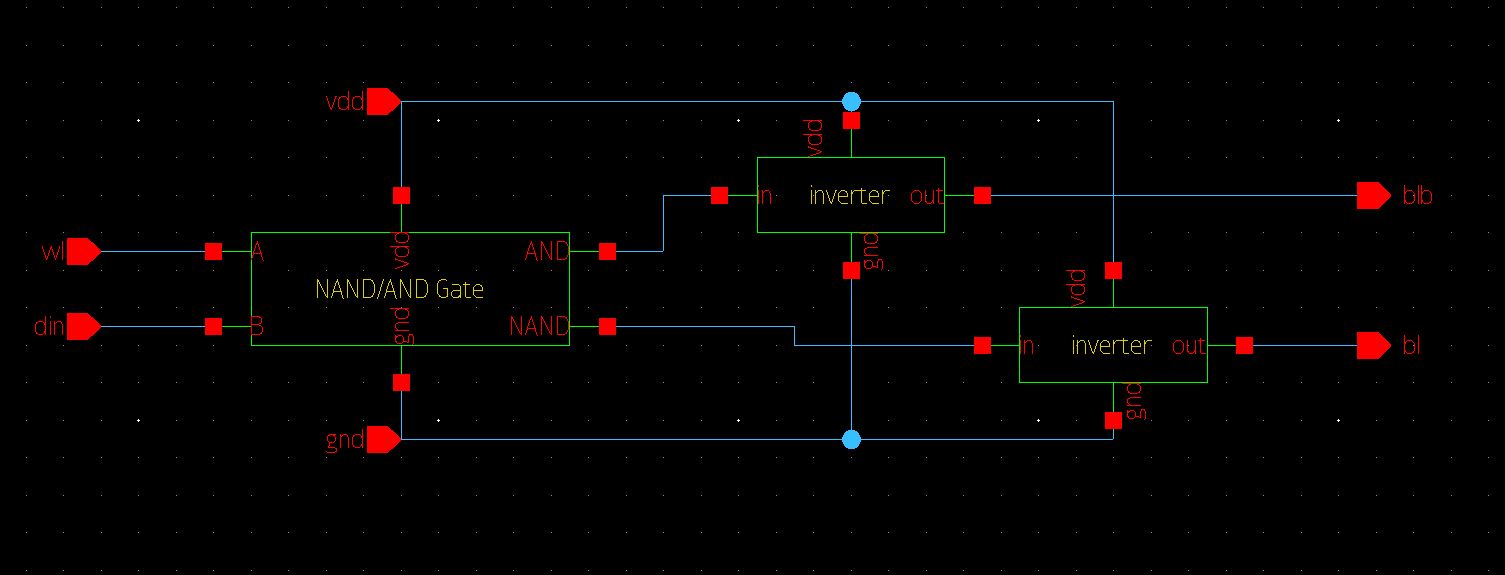 vdd
vdd
in
inverter
out
blb
wl
A
vdd
AND
gnd
NAND/AND Gate
vdd
din
B
gnd
NAND
in
inverter
out
bl
gnd
gnd